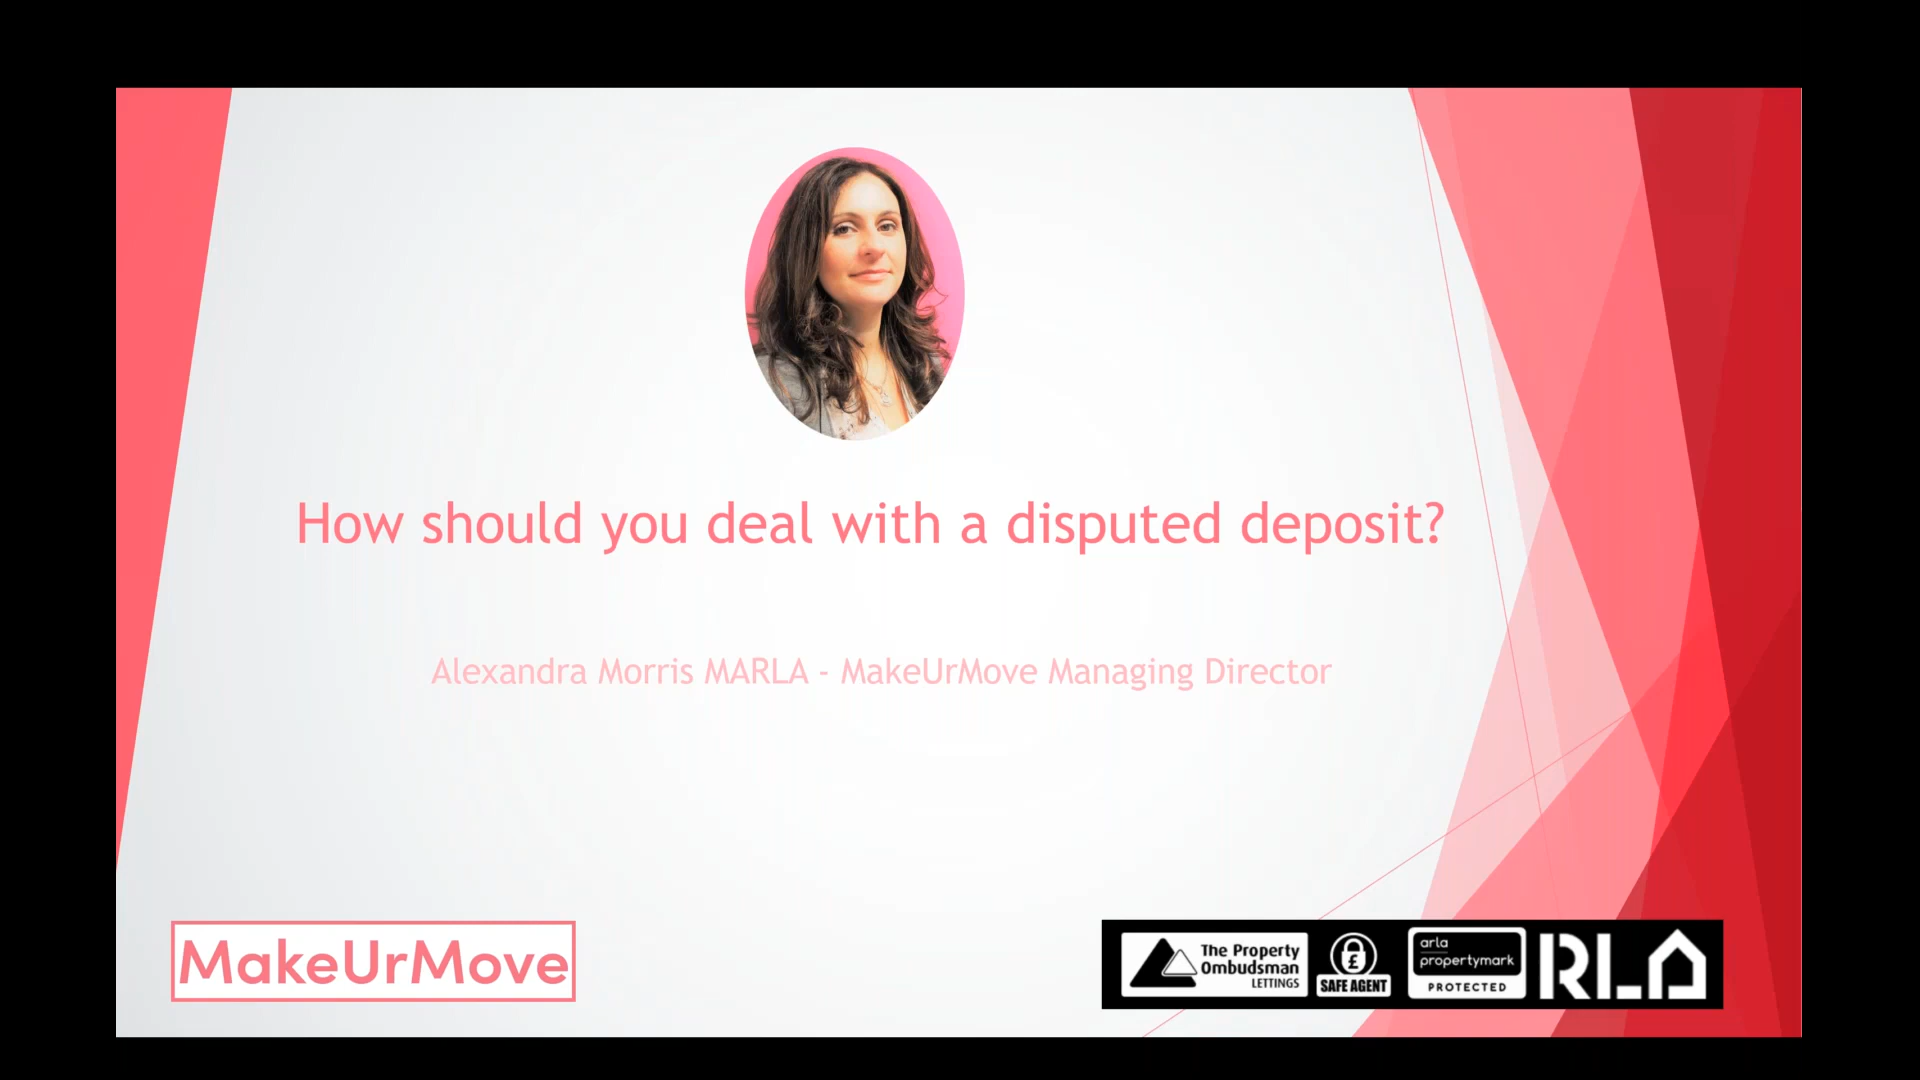 How should you deal with a disputed deposit?
Alexandra Morris MARLA - MakeUrMove Managing Director
MakeUrMove
The Property
Ombudsman
LETTINGS
£
SAFE AGENT
arla
propertymark
PROTECTED
RLA